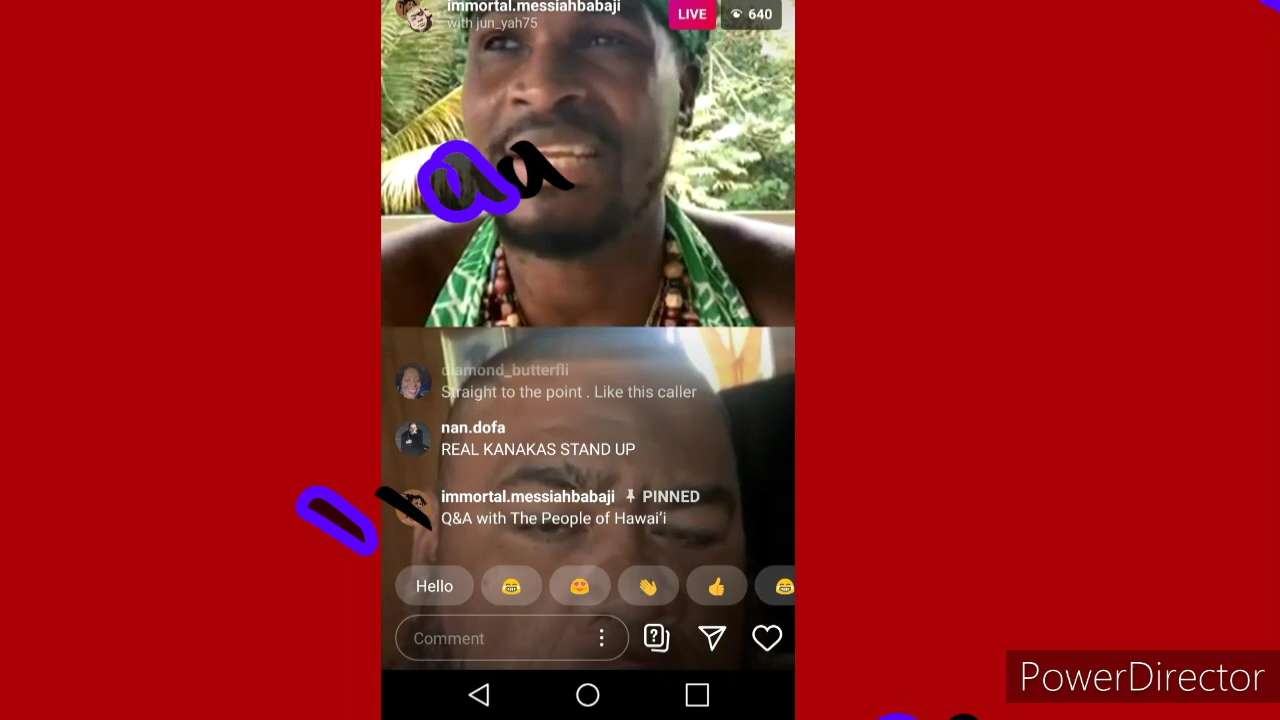 immortal.messiahbabaji
LIVE
640
with jun_yah75
a
a
diamond_butterfli
Straight to the point . Like this caller
nan.dofa
REAL KANAKAS STAND UP
immortal.messiahbabaji PINNED
Q&A with The People of Hawaiʻi
Hello
Comment
PowerDirector